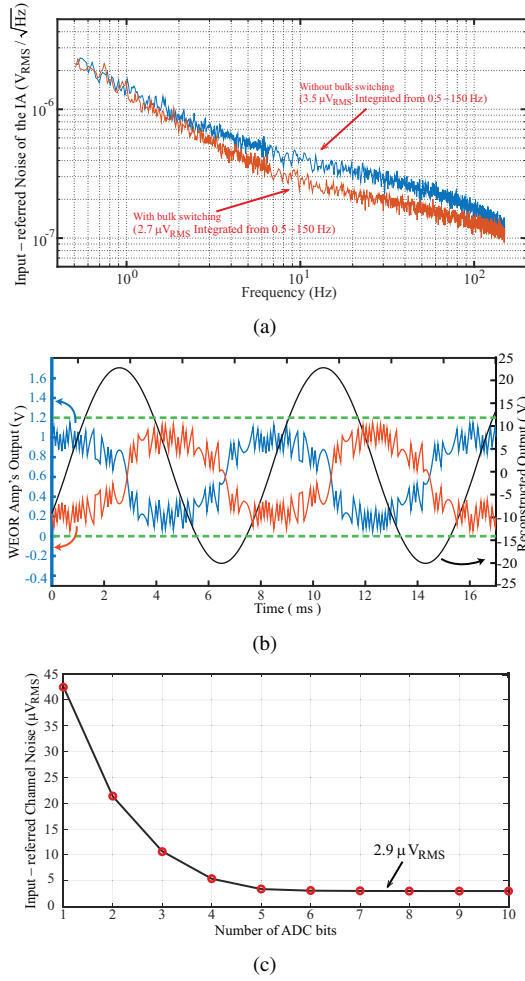 Input – referred Noise of the IA (V_RMS / √Hz)
10^-6
10^-7
Without bulk switching
(3.5 μV_RMS Integrated from 0.5 –150 Hz)
With bulk switching
(2.7 μV_RMS Integrated from 0.5 –150 Hz)
10^0
10^1
10^2
Frequency (Hz)
(a)
WEOR Amp's Output (V)
1.6
1.4
1.2
1
0.8
0.6
0.4
0.2
0
-0.2
-0.4
25
20
15
10
5
0
-5
-10
-15
-20
-25
Reconstructed Output (V)
0 2 4 6 8 10 12 14 16
Time ( ms )
(b)
Input – referred Channel Noise (μV_RMS)
45
40
35
30
25
20
15
10
5
0
2.9 μ V_RMS
1 2 3 4 5 6 7 8 9 10
Number of ADC bits
(c)